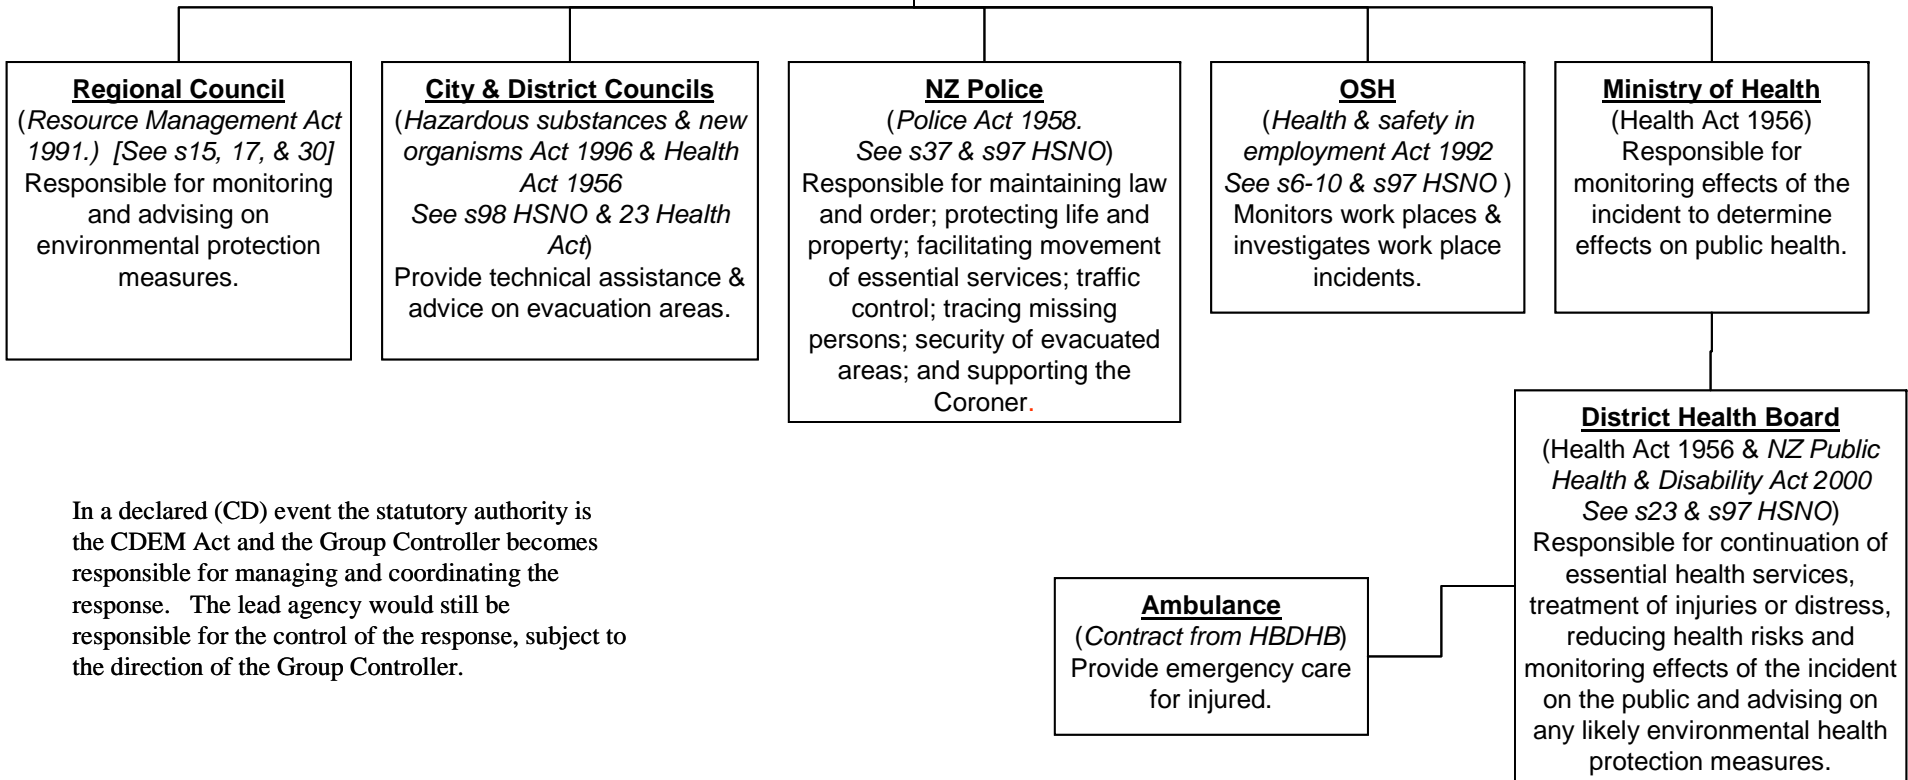 Regional Council
(Resource Management Act
1991.)  [See s15, 17, & 30]
Responsible for monitoring
and advising on
environmental protection
measures.
City & District Councils
(Hazardous substances & new
organisms Act 1996 & Health
Act 1956
See s98 HSNO & 23 Health
Act)
Provide technical assistance &
advice on evacuation areas.
NZ Police
(Police Act 1958.
See s37 & s97 HSNO)
Responsible for maintaining law
and order; protecting life and
property; facilitating movement
of essential services; traffic
control; tracing missing
persons; security of evacuated
areas; and supporting the
Coroner.
OSH
(Health & safety in
employment Act 1992
See s6-10 & s97 HSNO )
Monitors work places &
investigates work place
incidents.
Ministry of Health
(Health Act 1956)
Responsible for
monitoring effects of the
incident to determine
effects on public health.
District Health Board
(Health Act 1956 & NZ Public
Health & Disability Act 2000
See s23 & s97 HSNO)
Responsible for continuation of
essential health services,
treatment of injuries or distress,
reducing health risks and
monitoring effects of the incident
on the public and advising on
any likely environmental health
protection measures.
Ambulance
(Contract from HBDHB)
Provide emergency care
for injured.
In a declared (CD) event the statutory authority is
the CDEM Act and the Group Controller becomes
responsible for managing and coordinating the
response.   The lead agency would still be
responsible for the control of the response, subject to
the direction of the Group Controller.